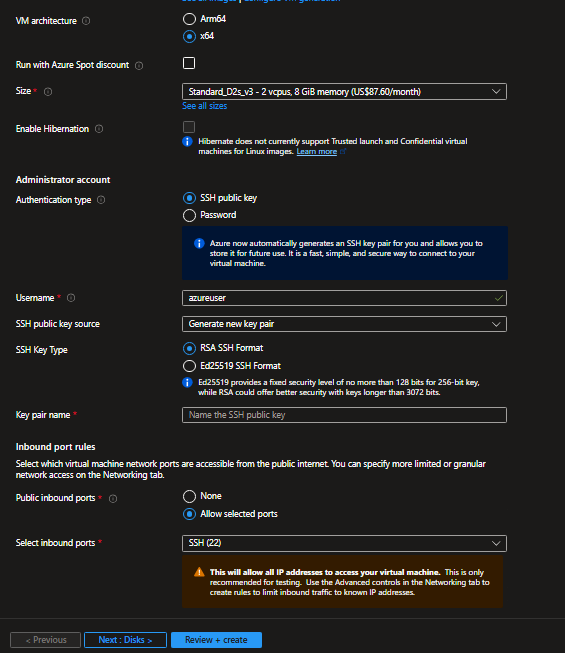 See all images | Configure VM generation
VM architecture
Arm64
x64
Run with Azure Spot discount
Size *
Standard_D2s_v3 - 2 vcpus, 8 GiB memory (US$87.60/month)
See all sizes
Enable Hibernation
Hibernate does not currently support Trusted launch and Confidential virtual
machines for Linux images. Learn more
Administrator account
Authentication type
SSH public key
Password
Azure now automatically generates an SSH key pair for you and allows you to
store it for future use. It is a fast, simple, and secure way to connect to your
virtual machine.
Username *
azureuser
SSH public key source
Generate new key pair
SSH Key Type
RSA SSH Format
Ed25519 SSH Format
Ed25519 provides a fixed security level of no more than 128 bits for 256-bit key,
while RSA could offer better security with keys longer than 3072 bits.
Key pair name *
Name the SSH public key
Inbound port rules
Select which virtual machine network ports are accessible from the public internet. You can specify more limited or granular
network access on the Networking tab.
Public inbound ports *
None
Allow selected ports
Select inbound ports *
SSH (22)
This will allow all IP addresses to access your virtual machine. This is only
recommended for testing. Use the Advanced controls in the Networking tab to
create rules to limit inbound traffic to known IP addresses.
< Previous
Next : Disks >
Review + create